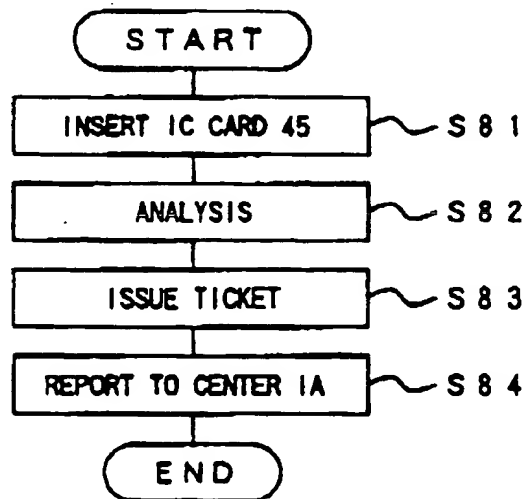 START
INSERT IC CARD 45 S81
ANALYSIS S82
ISSUE TICKET S83
REPORT TO CENTER 1A S84
END